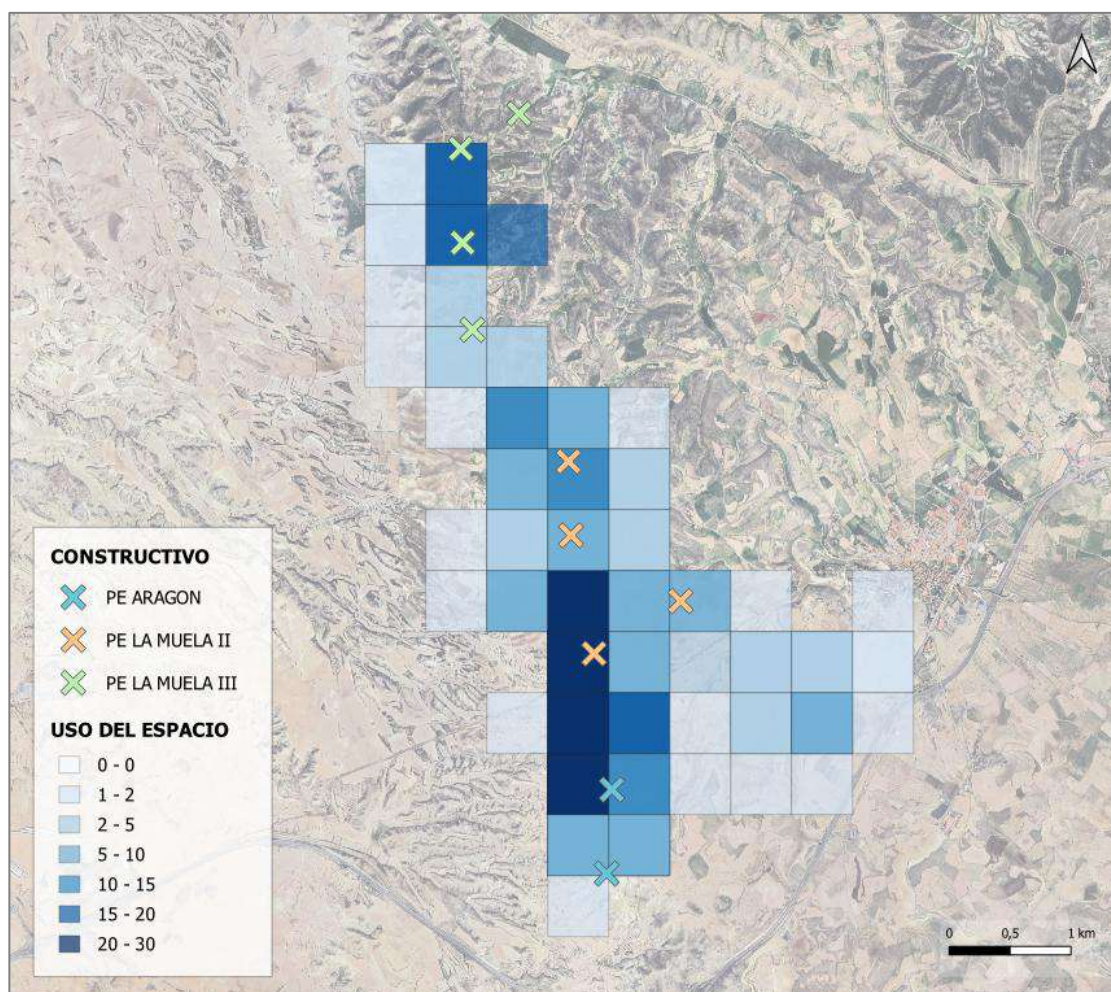 CONSTRUCTIVO
PE ARAGON
PE LA MUELA II
PE LA MUELA III
USO DEL ESPACIO
0 - 0
1 - 2
2 - 5
5 - 10
10 - 15
15 - 20
20 - 30
0 0,5 1 km